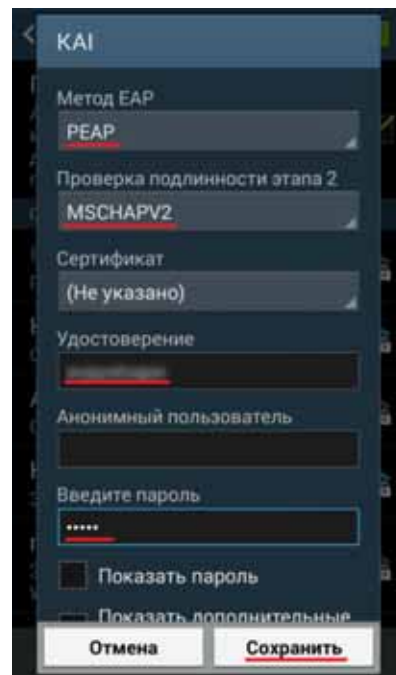 KAI
Метод EAP
PEAP
Проверка подлинности этапа 2
MSCHAPV2
Сертификат
(Не указано)
Удостоверение
Анонимный пользователь
Введите пароль
•••••
Показать пароль
Показать дополнительные
Отмена
Сохранить